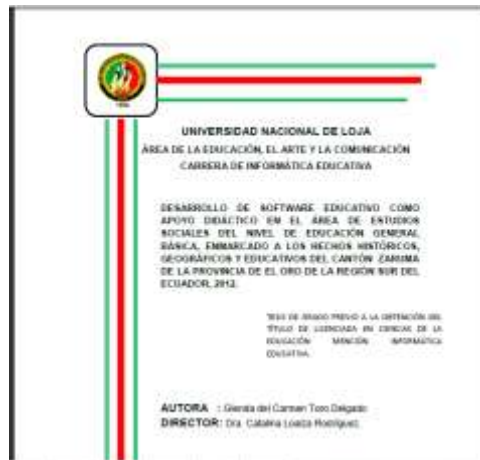 UNIVERSIDAD NACIONAL DE LOJA
ÁREA DE LA EDUCACIÓN, EL ARTE Y LA COMUNICACIÓN
CARRERA DE INFORMÁTICA EDUCATIVA
DESARROLLO DE SOFTWARE EDUCATIVO COMO
APOYO DIDÁCTICO EN EL ÁREA DE ESTUDIOS
SOCIALES DEL NIVEL DE EDUCACIÓN GENERAL
BÁSICA, ENMARCADO A LOS HECHOS HISTÓRICOS,
GEOGRÁFICOS Y EDUCATIVOS DEL CANTÓN ZARUMA
DE LA PROVINCIA DE EL ORO DE LA REGIÓN SUR DEL
ECUADOR, 2012.
TESIS DE GRADO PREVIO A LA OBTENCIÓN DEL
TÍTULO DE LICENCIADA EN CIENCIAS DE LA
EDUCACIÓN MENCIÓN INFORMÁTICA
EDUCATIVA.
AUTORA : Glenda del Carmen Toro Delgado
DIRECTOR: Dra. Catalina Loaiza Rodríguez.